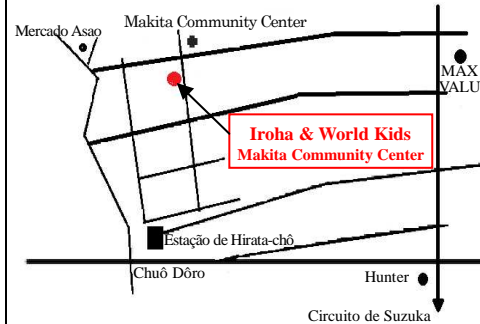 Makita Community Center
Mercado Asao
MAX
VALU
Iroha & World Kids
Makita Community Center
Estação de Hirata-chô
Chuô Dôro
Hunter
Circuito de Suzuka